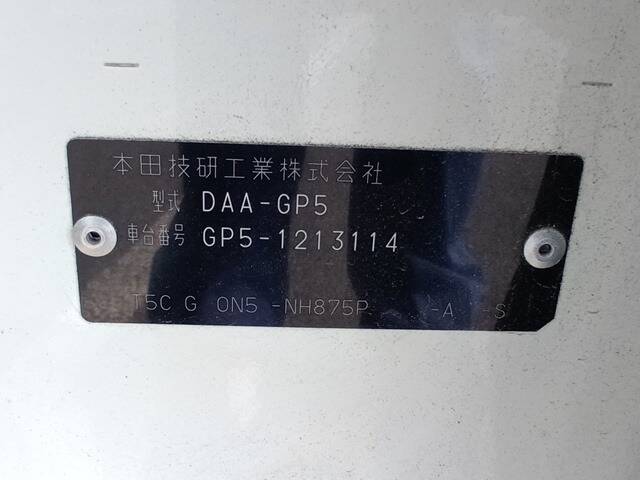 本田技研工業株式会社
型式 DAA-GP5
車台番号 GP5-1213114
T5C G 0N5 -NH875P -A -S